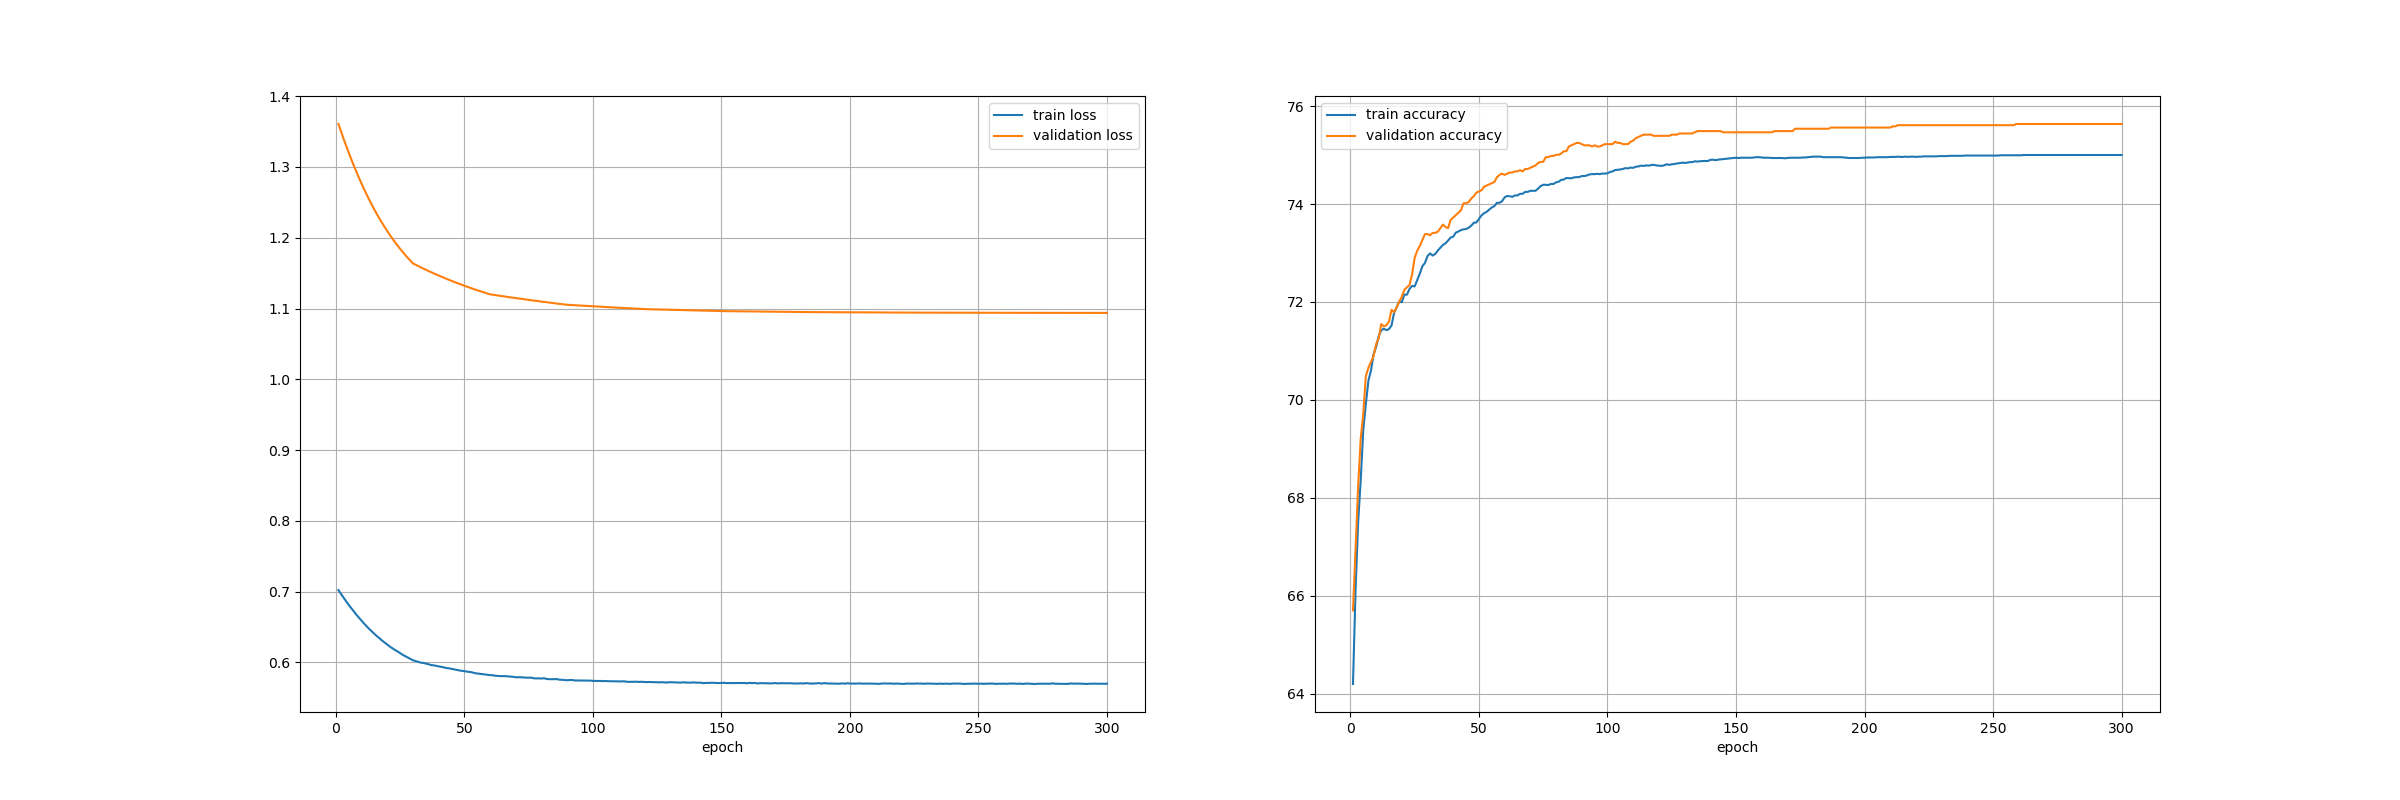 1.4
1.3
1.2
1.1
1.0
0.9
0.8
0.7
0.6
0 50 100 150 200 250 300
epoch
train loss
validation loss
76
74
72
70
68
66
64
0 50 100 150 200 250 300
epoch
train accuracy
validation accuracy